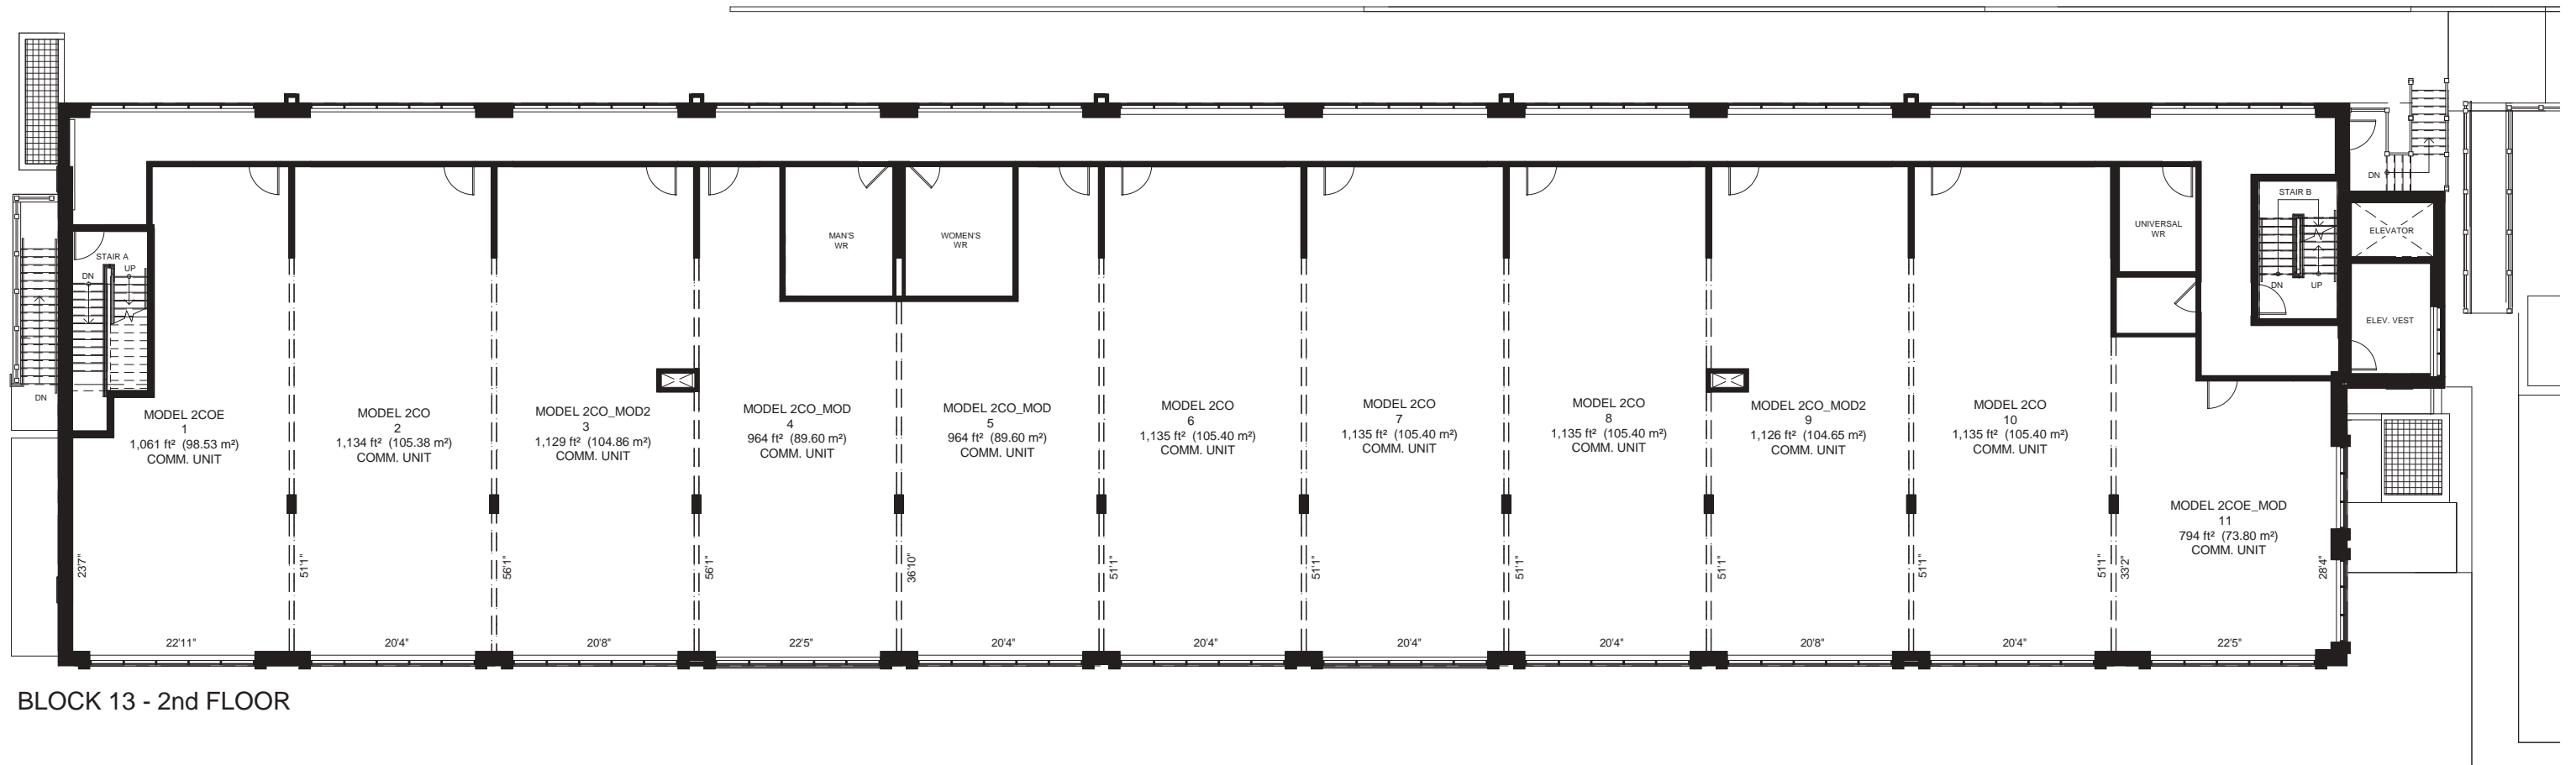 MAN'S
WR
WOMEN'S
WR
UNIVERSAL
WR
STAIR B
DN
UP
DN
ELEVATOR
ELEV. VEST
STAIR A
DN
UP
DN
MODEL 2COE
1
1,061 ft² (98.53 m²)
COMM. UNIT
MODEL 2CO
2
1,134 ft² (105.38 m²)
COMM. UNIT
MODEL 2CO_MOD2
3
1,129 ft² (104.86 m²)
COMM. UNIT
MODEL 2CO_MOD
4
964 ft² (89.60 m²)
COMM. UNIT
MODEL 2CO_MOD
5
964 ft² (89.60 m²)
COMM. UNIT
MODEL 2CO
6
1,135 ft² (105.40 m²)
COMM. UNIT
MODEL 2CO
7
1,135 ft² (105.40 m²)
COMM. UNIT
MODEL 2CO
8
1,135 ft² (105.40 m²)
COMM. UNIT
MODEL 2CO_MOD2
9
1,126 ft² (104.65 m²)
COMM. UNIT
MODEL 2CO
10
1,135 ft² (105.40 m²)
COMM. UNIT
MODEL 2COE_MOD
11
794 ft² (73.80 m²)
COMM. UNIT
23'7"
51'1"
56'1"
56'1"
36'10"
51'1"
51'1"
51'1"
51'1"
51'1"
51'1"
33'2"
28'4"
22'11"
20'4"
20'8"
22'5"
20'4"
20'4"
20'4"
20'4"
20'8"
20'4"
22'5"
BLOCK 13 - 2nd FLOOR